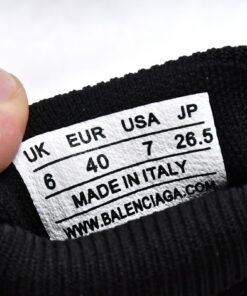 UK EUR USA JP
6 40 7 26.5
MADE IN ITALY
WWW.BALENCIAGA.COM